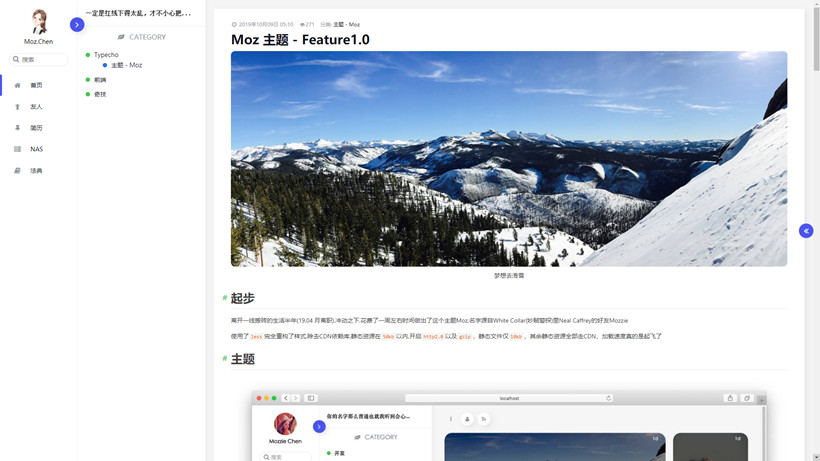 Moz.Chen
搜索
首页
友人
简历
NAS
法典
一定是红线下得太乱，才不小心把...
CATEGORY
Typecho
主题 - Moz
前端
奇技
2019年10月09日 05:10 271 分类: 主题 - Moz
Moz 主题 - Feature1.0
梦想去滑雪
# 起步
离开一线搬砖的生活半年(19.04 月离职),冲动之下,花费了一周左右时间做出了这个主题Moz,名字源自White Collar(妙贼警探)里Neal Caffrey的好友Mozzie
使用了 less 完全重构了样式,除去CDN依赖库,静态资源在 50kb 以内,开启 http2.0 以及 gzip ，静态文件仅 10kb ，其余静态资源全部走CDN、加载速度真的是起飞了
# 主题
localhost
Mozzie Chen
搜索
你的名字那么普通也就我听到会心...
CATEGORY
开发